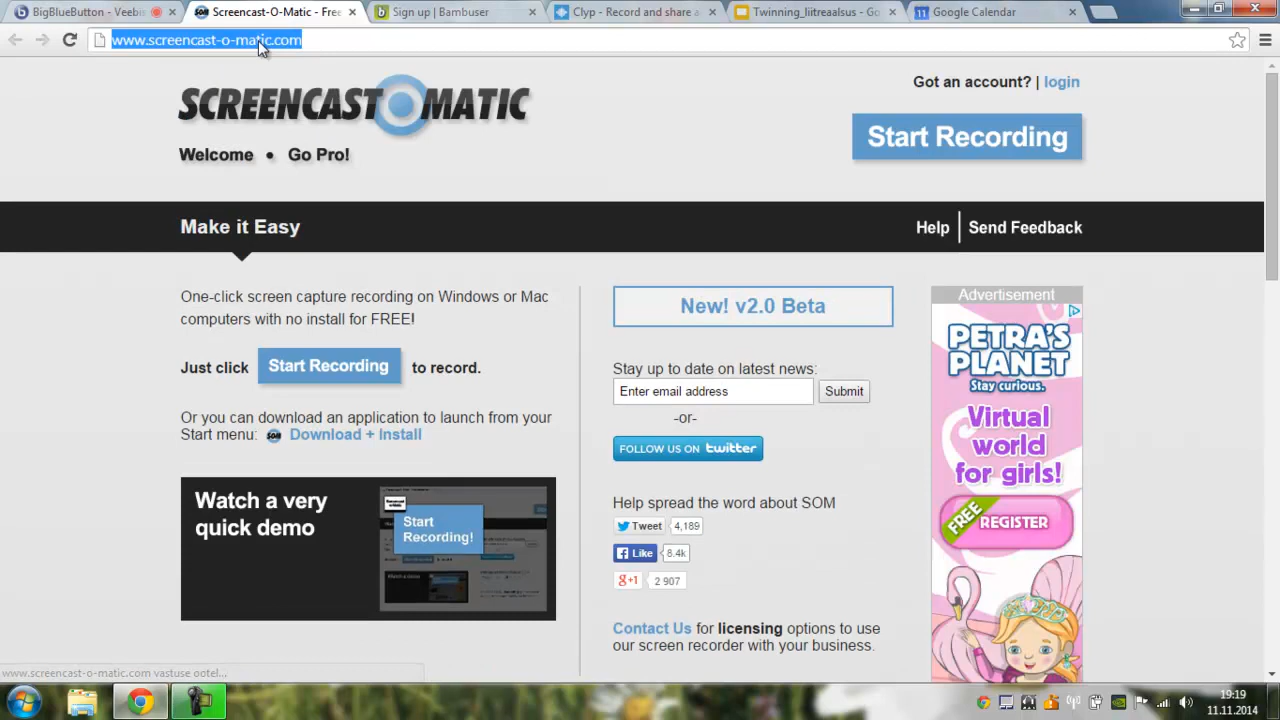 BigBlueButton - Veebis
Screencast-O-Matic - Free
Sign up | Bambuser
Clyp - Record and share a
Twinning_liitreaalsus - Go
Google Calendar
www.screencast-o-matic.com
SCREENCAST O MATIC
Got an account? | login
Start Recording
Welcome • Go Pro!
Make it Easy
Help
Send Feedback
One-click screen capture recording on Windows or Mac
computers with no install for FREE!
Just click Start Recording to record.
Or you can download an application to launch from your
Start menu: SOM Download + Install
Watch a very
quick demo
Start
Recording!
New! v2.0 Beta
Stay up to date on latest news:
Enter email address
Submit
-or-
FOLLOW US ON twitter
Help spread the word about SOM
Tweet 4,189
Like 8.4k
g+1 2 907
Contact Us for licensing options to use
our screen recorder with your business.
Advertisement
PETRA'S
PLANET
Stay curious.
Virtual
world
for girls!
FREE
REGISTER
www.screencast-o-matic.com vastuse ootel...
19:19
11.11.2014